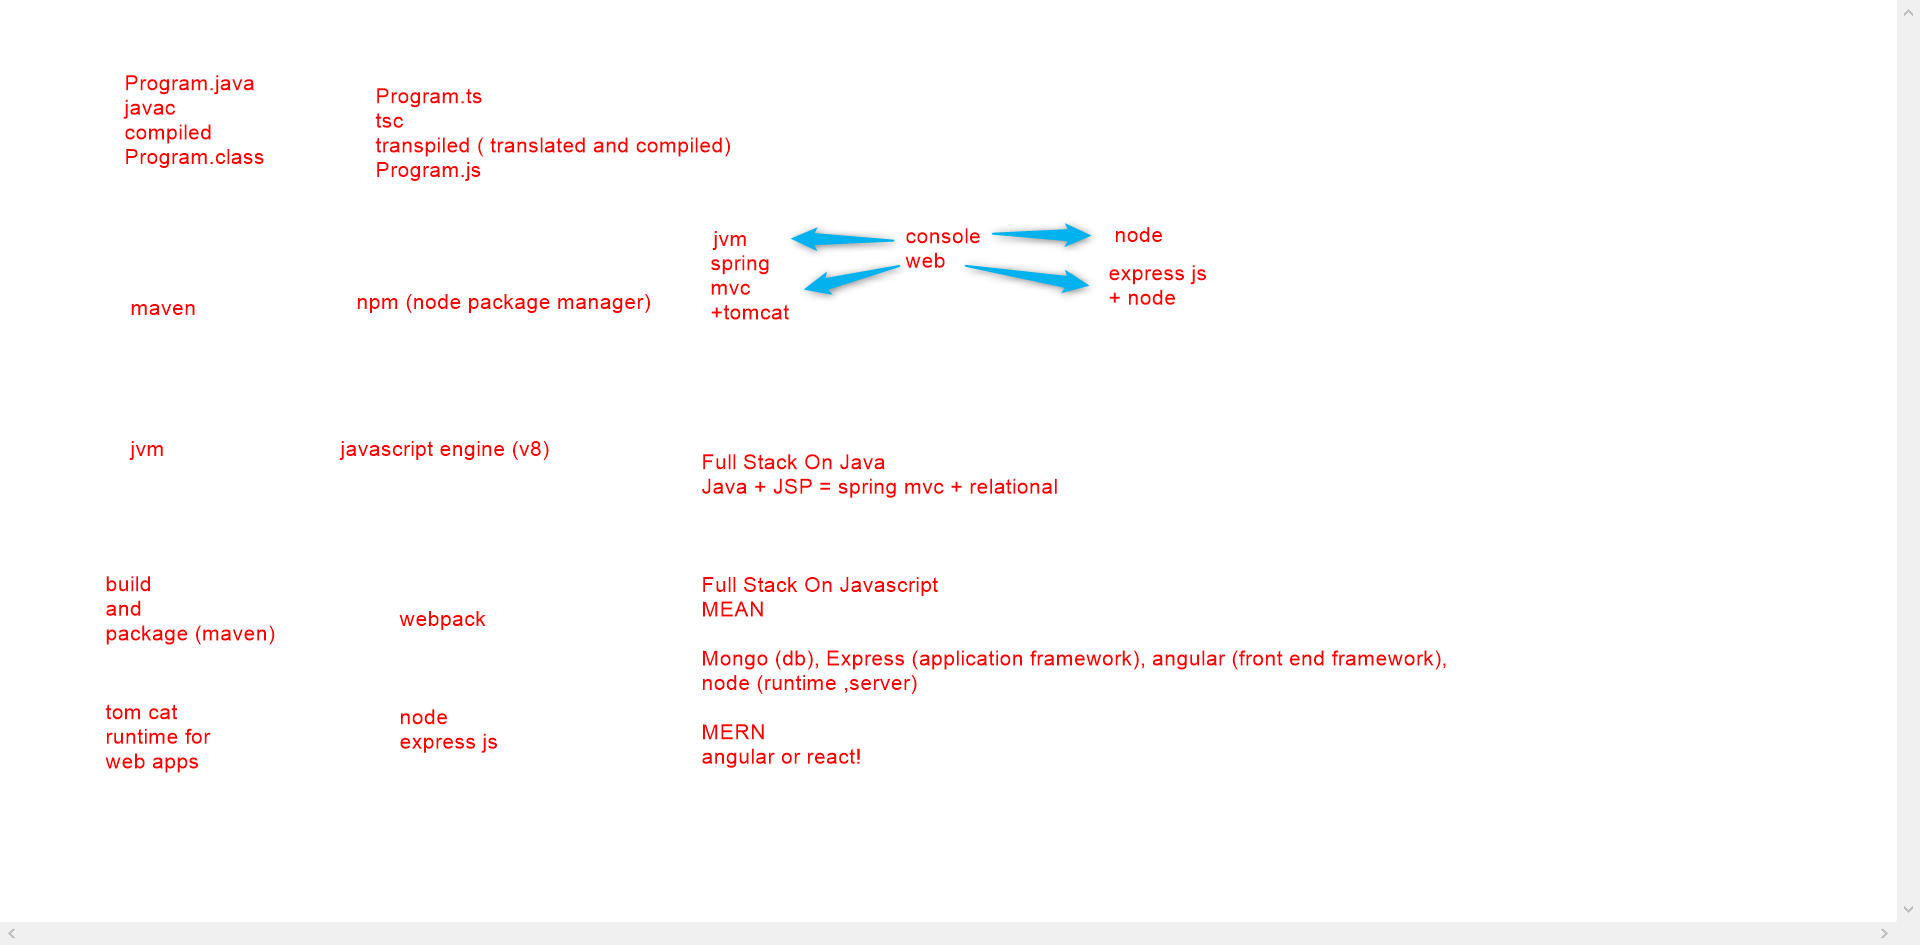 Program.java
javac
compiled
Program.class
Program.ts
tsc
transpiled ( translated and compiled)
Program.js
maven
npm (node package manager)
jvm
spring
mvc
+tomcat
console
web
node
express js
+ node
jvm
javascript engine (v8)
Full Stack On Java
Java + JSP = spring mvc + relational
build
and
package (maven)
webpack
Full Stack On Javascript
MEAN
Mongo (db), Express (application framework), angular (front end framework),
node (runtime ,server)
tom cat
runtime for
web apps
node
express js
MERN
angular or react!